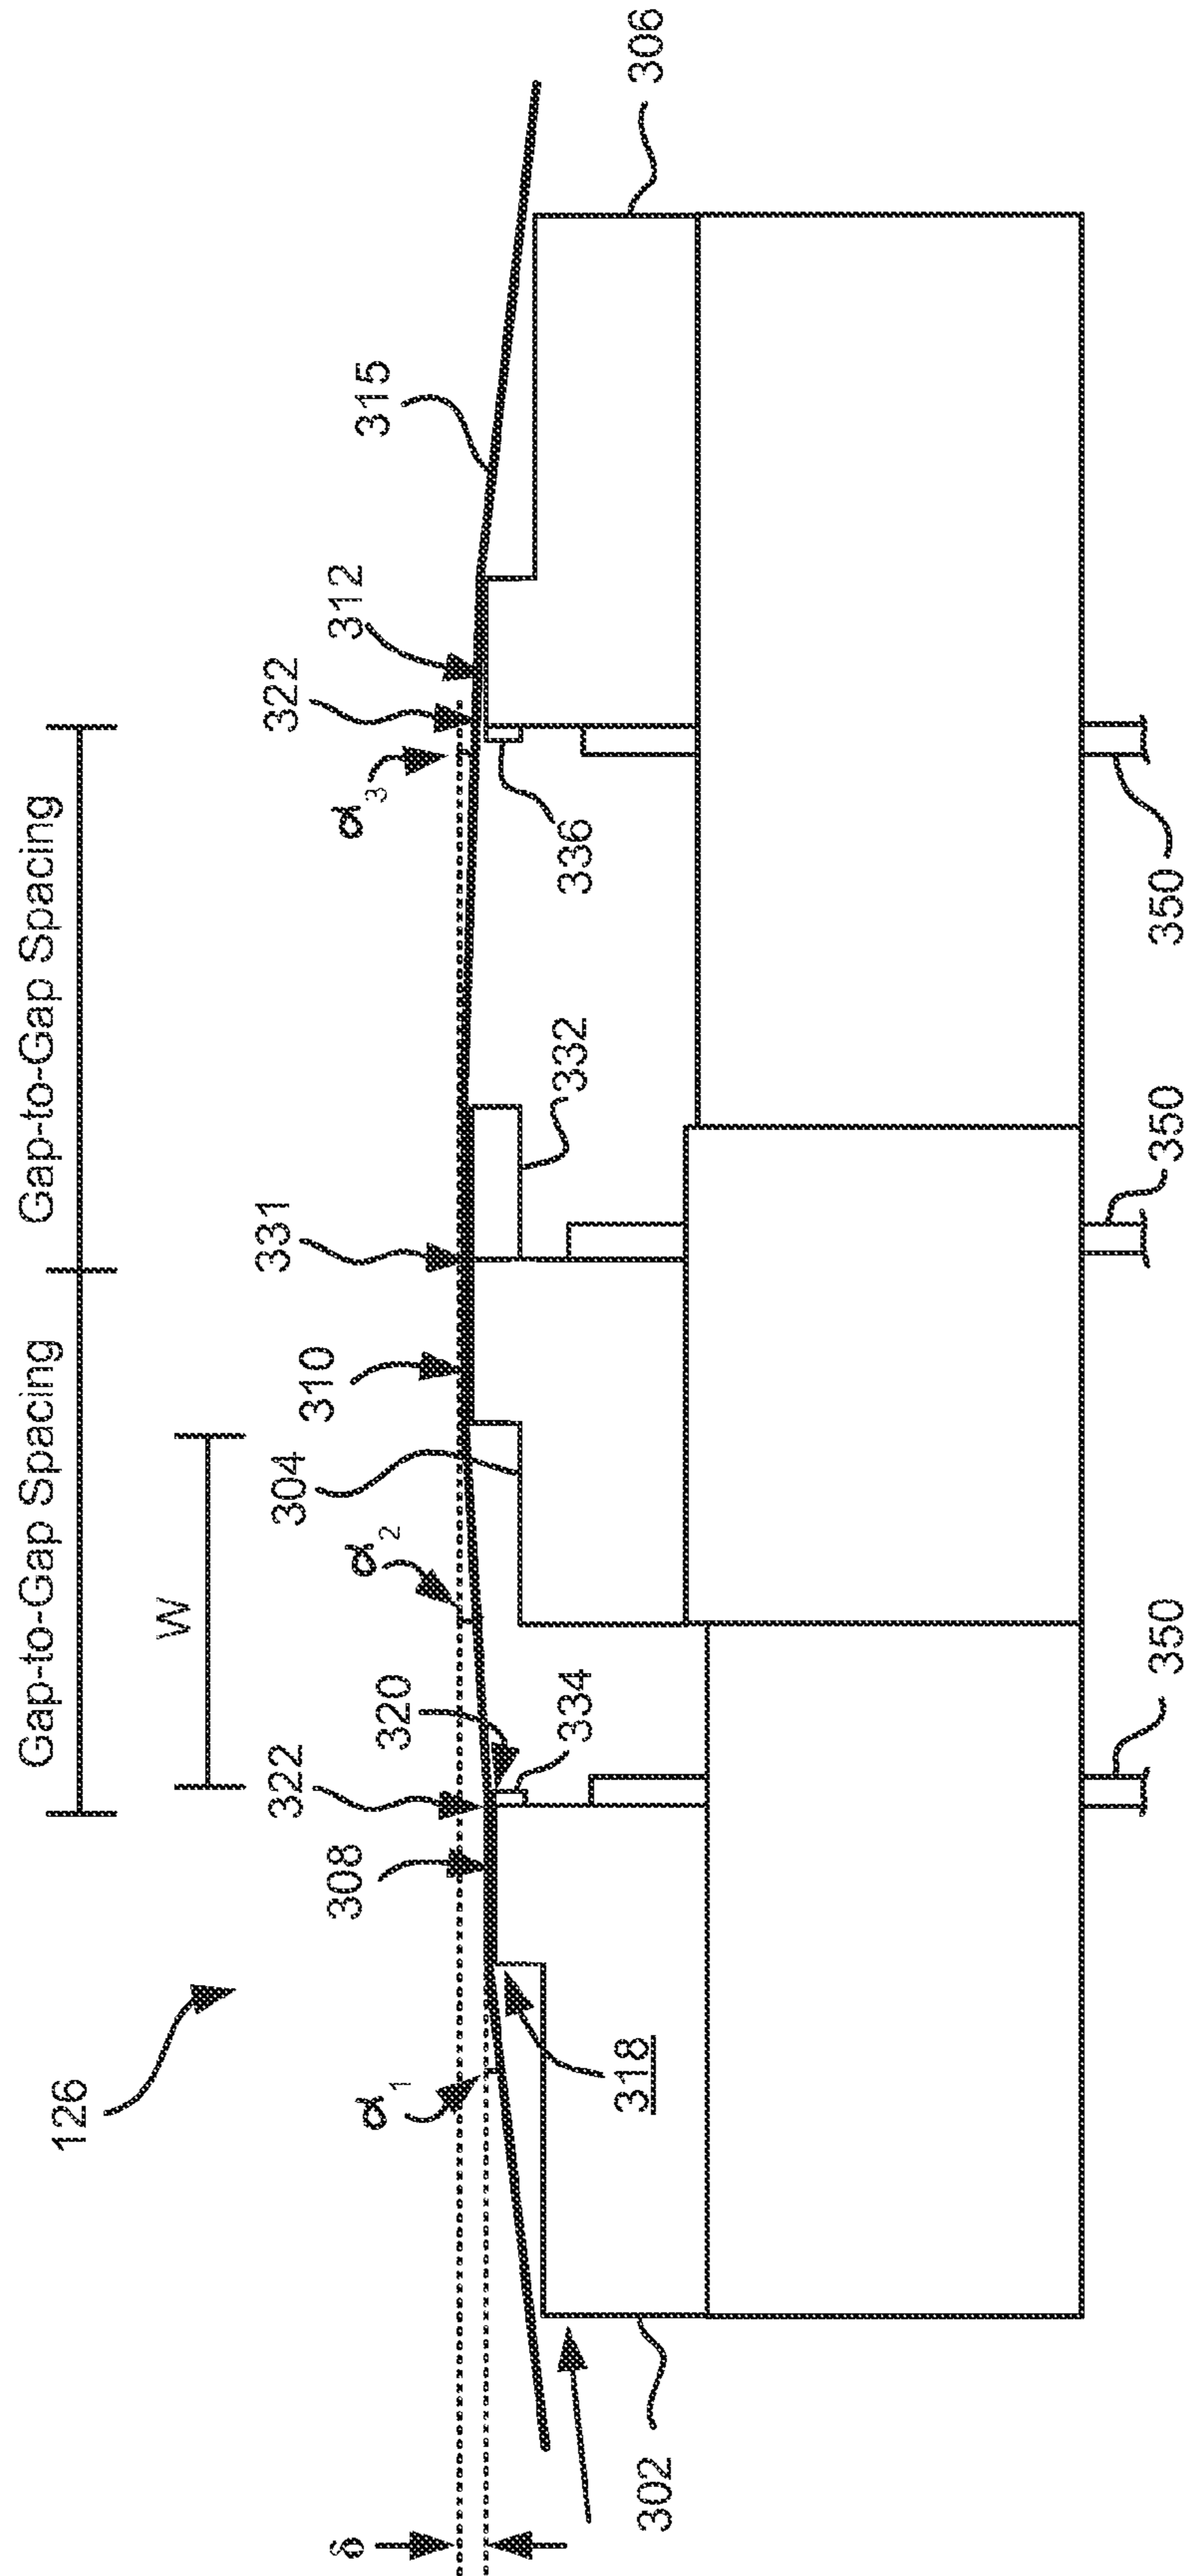 Gap-to-Gap Spacing
Gap-to-Gap Spacing
W
126
322
331
322
308
320
α2
304
310
α3
312
315
δ
α1
318
334
332
336
302
306
350
350
350